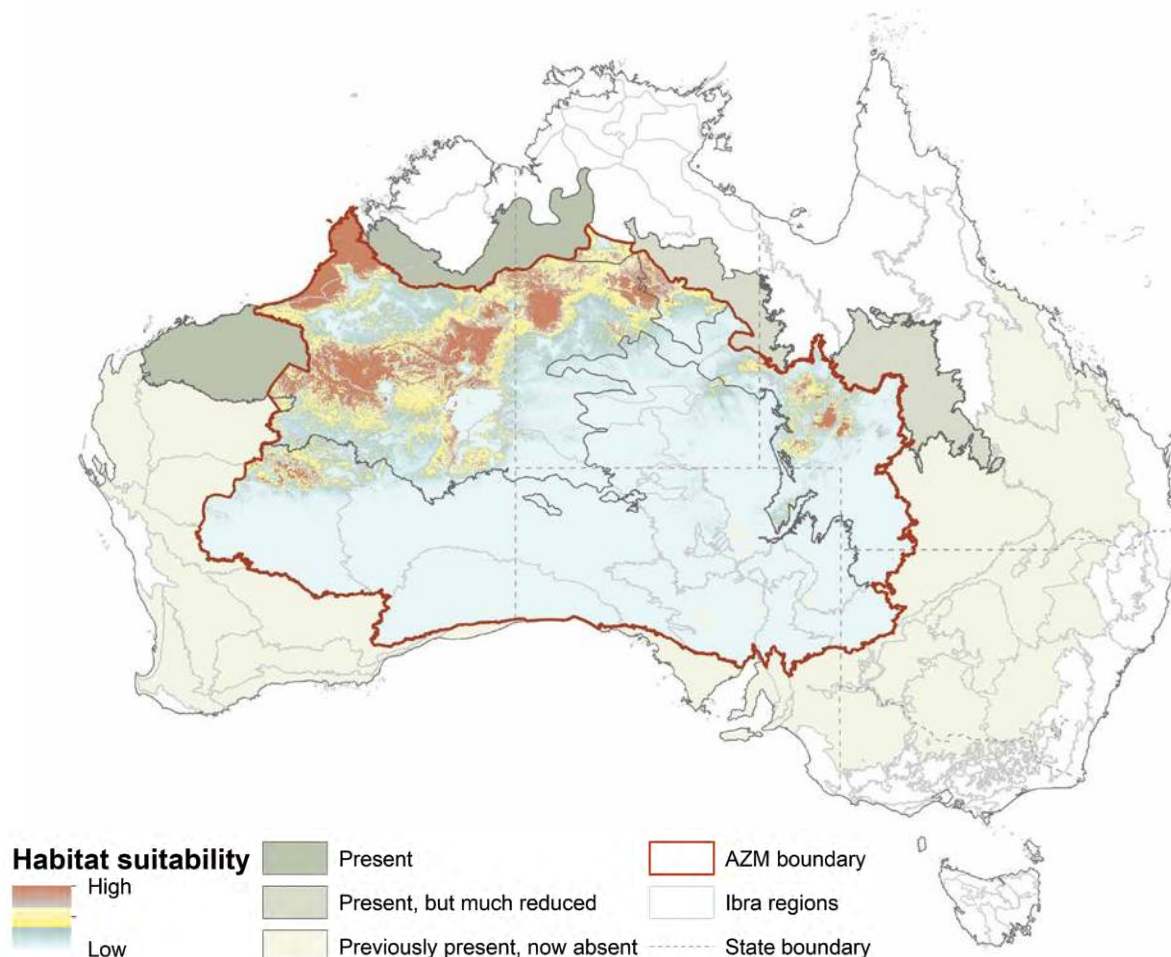 Habitat suitability
High
Low
Present
Present, but much reduced
Previously present, now absent
AZM boundary
Ibra regions
State boundary